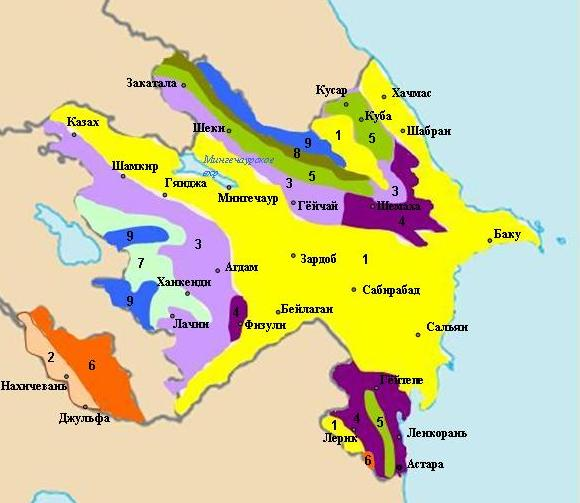 Закатала
Кусар
Хачмас
Куба
Казах
Шеки
1
5
Шабран
9
8
Мингечаурское
вхр
5
Шамкир
Гянджа
Мингечаур
3
3
Гёйчай
Шемаха
4
Баку
9
3
7
Агдам
Зардоб
1
Ханкенди
9
Сабирабад
4
Бейлаган
Лачин
Физули
Сальян
2
6
Нахичевань
Джульфа
Гёйтепе
1
4
5
Лерик
Ленкорань
6
Астара